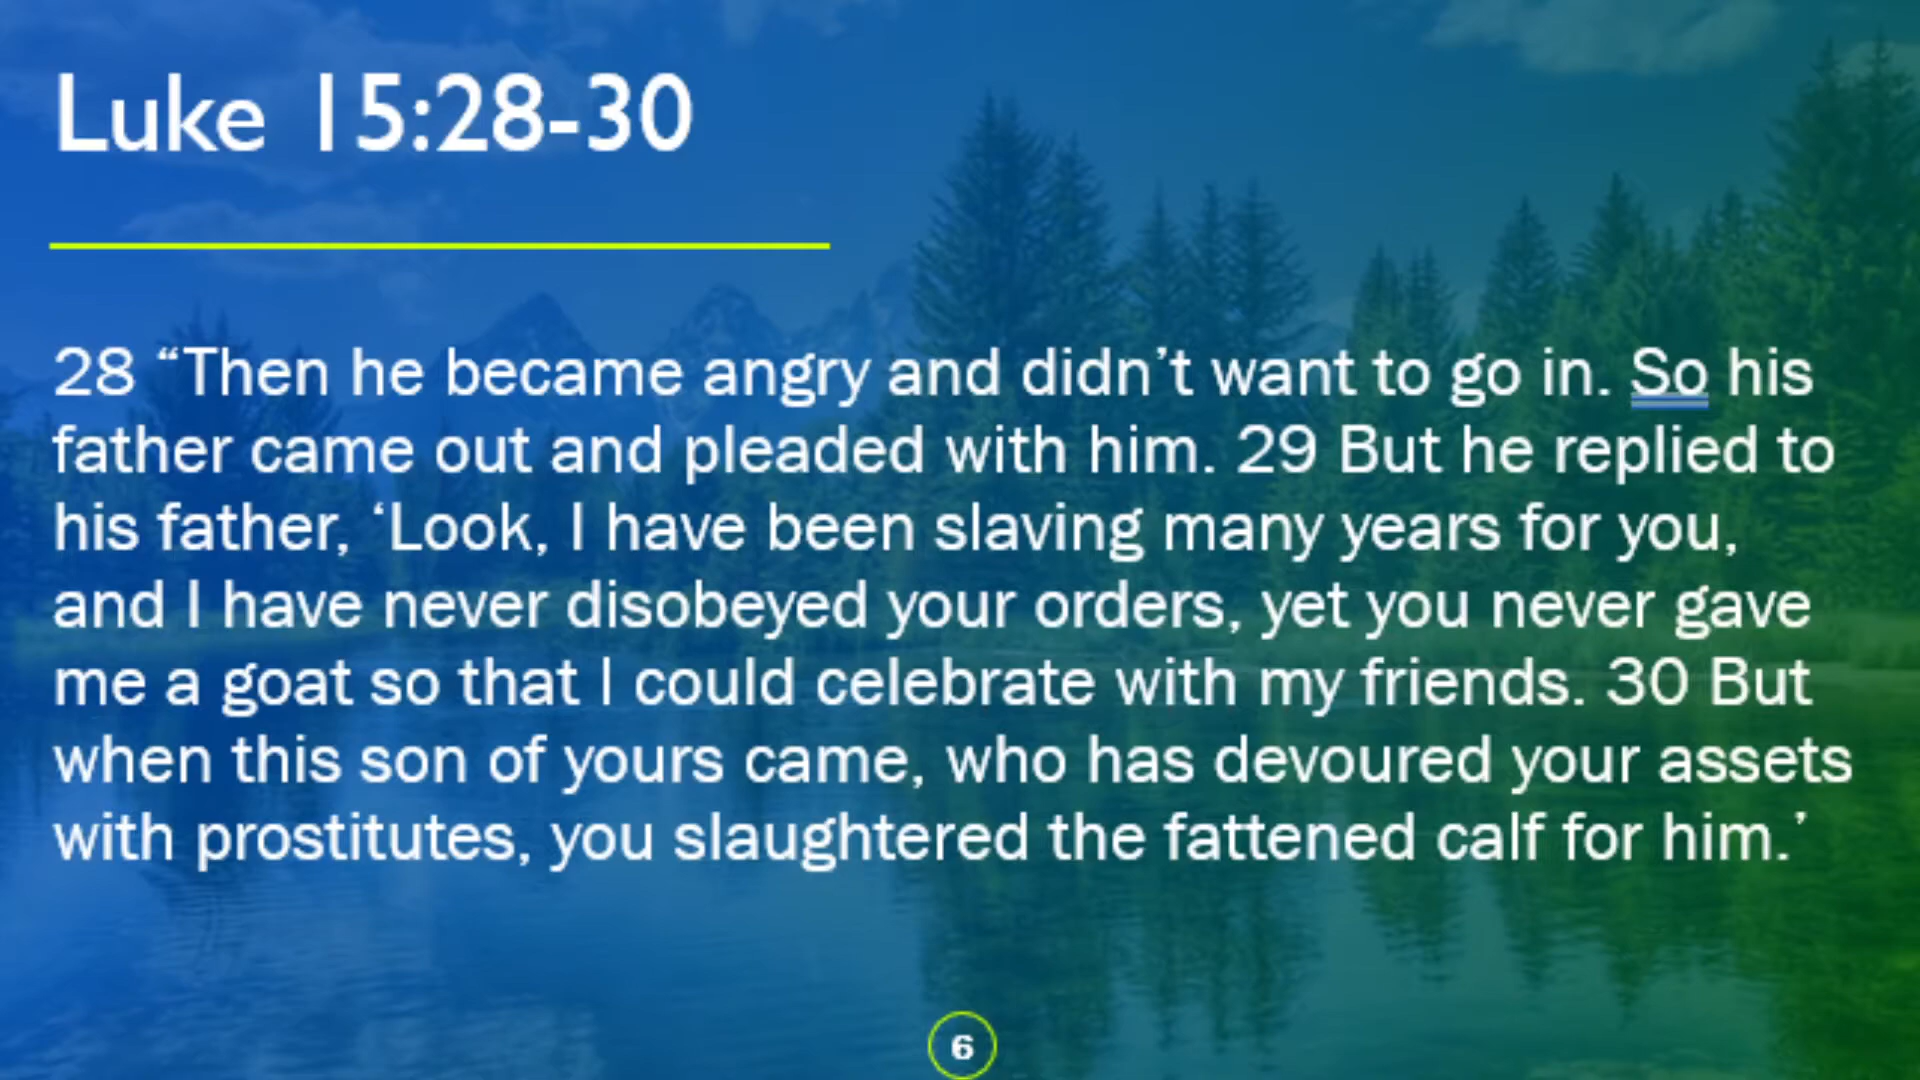 Luke 15:28-30
28 “Then he became angry and didn’t want to go in. So his
father came out and pleaded with him. 29 But he replied to
his father, ‘Look, I have been slaving many years for you,
and I have never disobeyed your orders, yet you never gave
me a goat so that I could celebrate with my friends. 30 But
when this son of yours came, who has devoured your assets
with prostitutes, you slaughtered the fattened calf for him.’
6